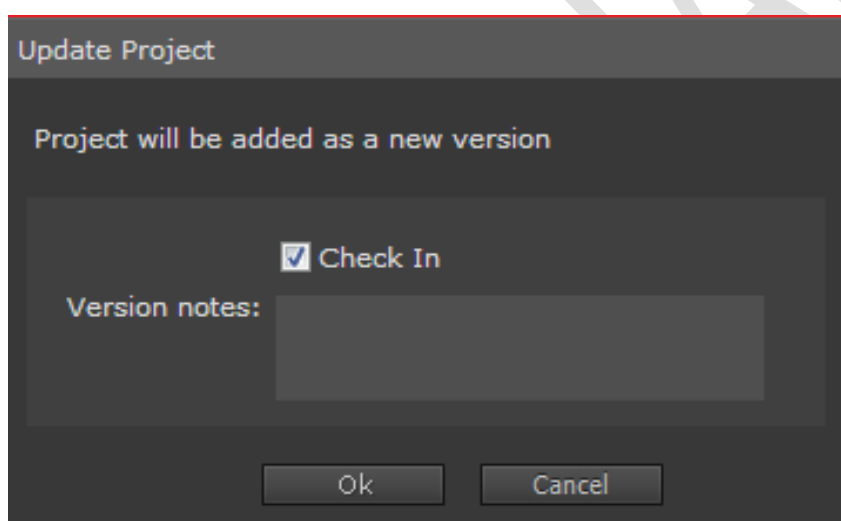 Update Project
Project will be added as a new version
Check In
Version notes:
Ok
Cancel